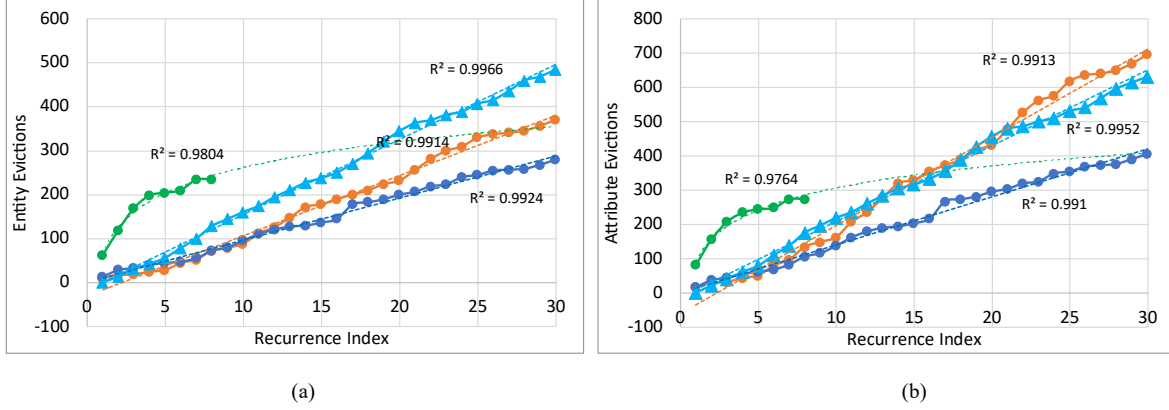 600
500
400
300
200
100
0
-100
Entity Evictions
R² = 0.9966
R² = 0.9804
R² = 0.9914
R² = 0.9924
0 5 10 15 20 25 30
Recurrence Index
(a)
800
700
600
500
400
300
200
100
0
-100
Attribute Evictions
R² = 0.9913
R² = 0.9952
R² = 0.9764
R² = 0.991
0 5 10 15 20 25 30
Recurrence Index
(b)